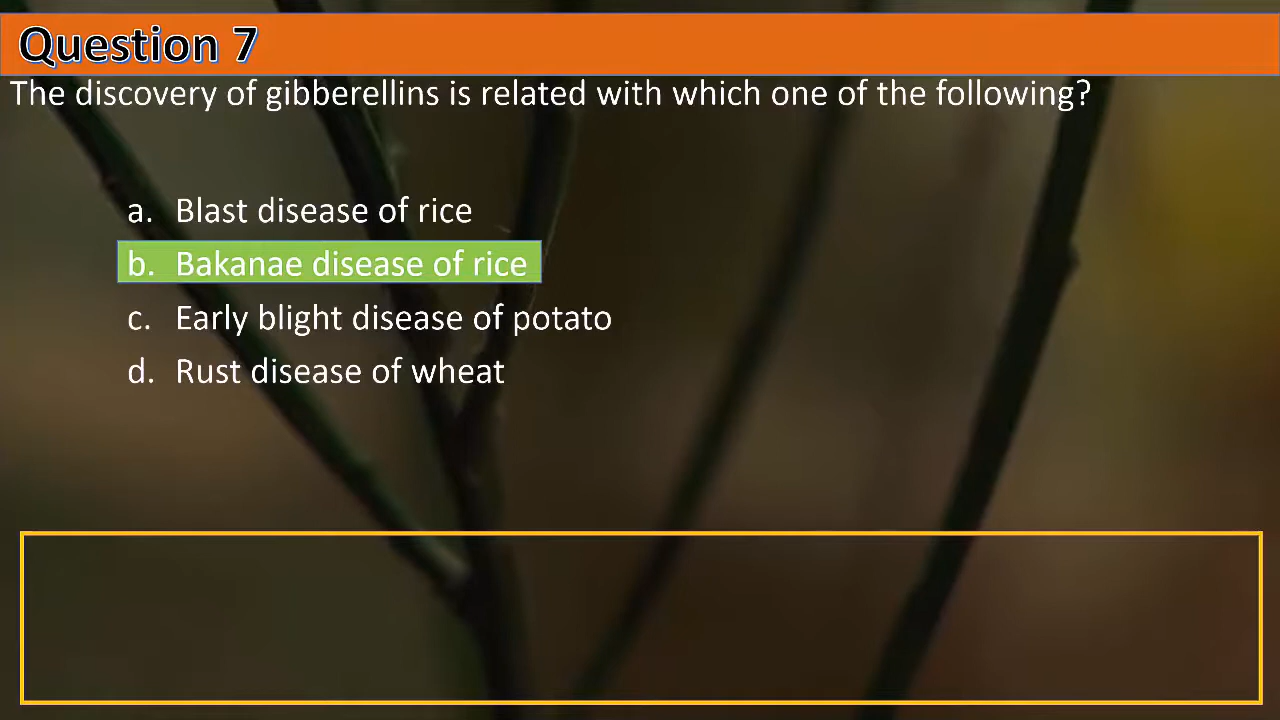 Question 7
The discovery of gibberellins is related with which one of the following?
a. Blast disease of rice
b. Bakanae disease of rice
c. Early blight disease of potato
d. Rust disease of wheat